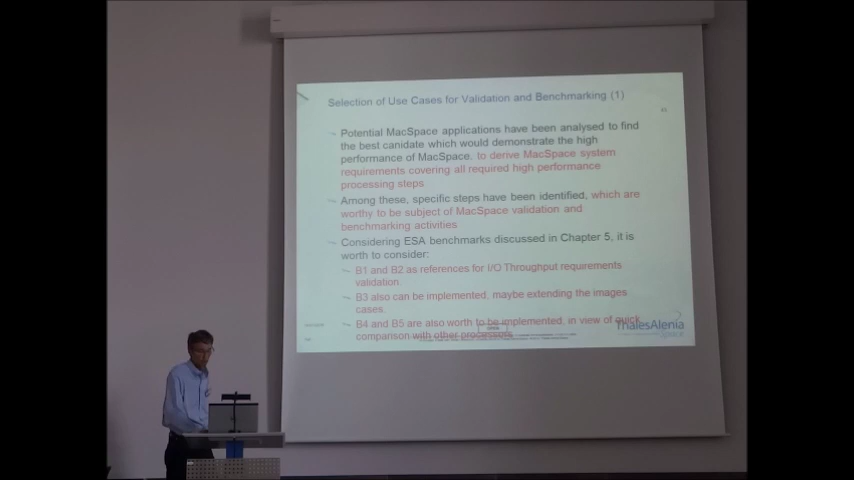 Selection of Use Cases for Validation and Benchmarking (1)
Potential MacSpace applications have been analysed to find
the best canidate which would demonstrate the high
performance of MacSpace. to derive MacSpace system
requirements covering all required high performance
processing steps
Among these, specific steps have been identified, which are
worthy to be subject of MacSpace validation and
benchmarking activities
Considering ESA benchmarks discussed in Chapter 5, it is
worth to consider:
B1 and B2 as references for I/O Throughput requirements
validation.
B3 also can be implemented, maybe extending the images
cases.
B4 and B5 are also worth to be implemented, in view of quick
comparison with other processors
ThalesAlenia
Space